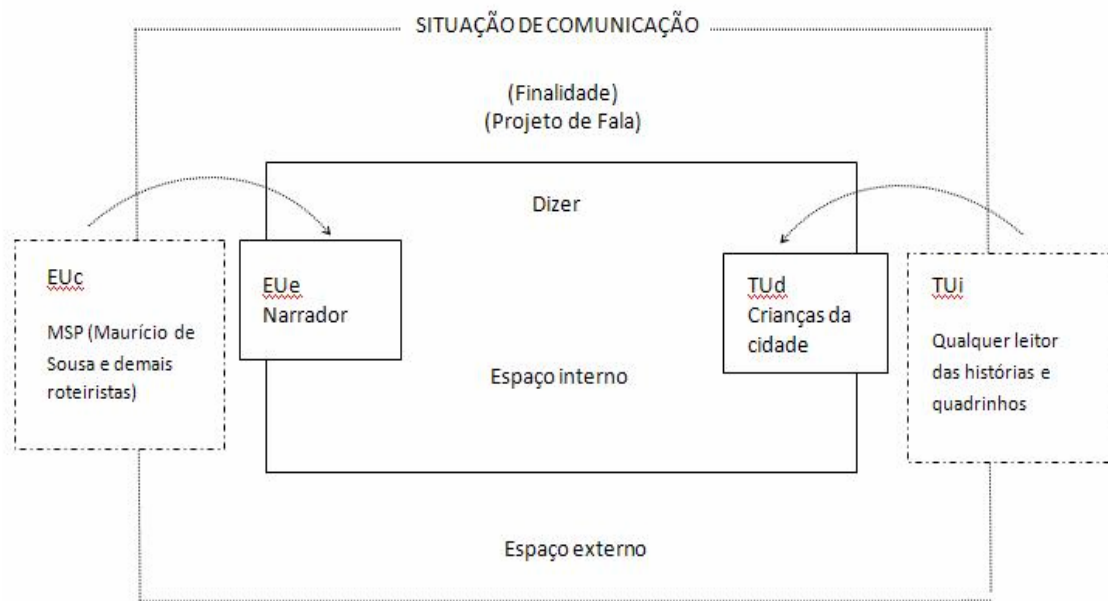 SITUAÇÃO DE COMUNICAÇÃO
(Finalidade)
(Projeto de Fala)
Dizer
EUc
MSP (Maurício de
Sousa e demais
roteiristas)
EUe
Narrador
TUd
Crianças da
cidade
TUi
Qualquer leitor
das histórias e
quadrinhos
Espaço interno
Espaço externo